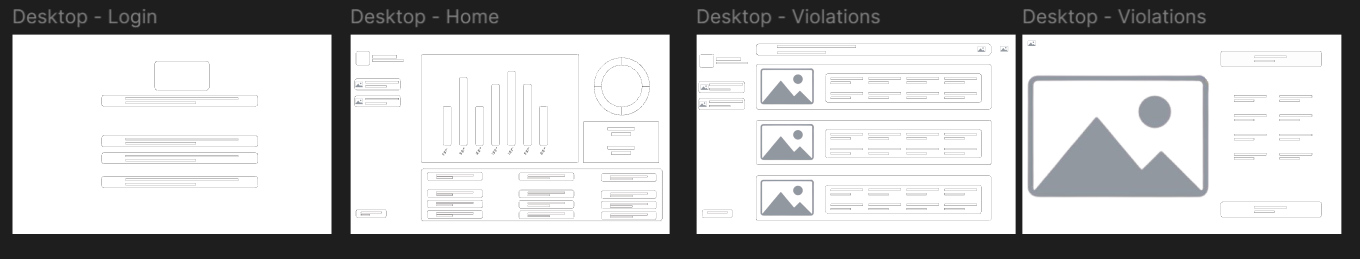 Desktop - Login
Desktop - Home
Desktop - Violations
Desktop - Violations